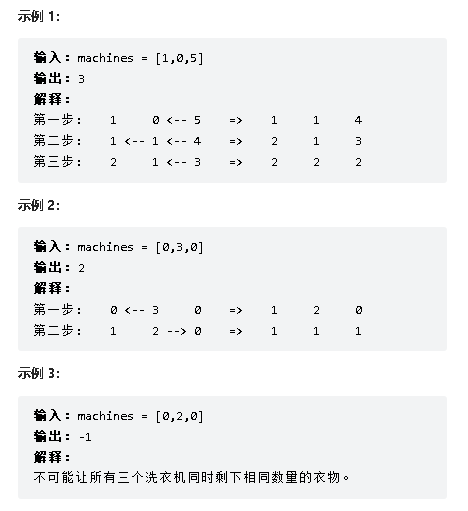 示例 1:
输入: machines = [1,0,5]
输出: 3
解释:
第一步:    1     0 <-- 5    =>    1     1     4
第二步:    1 <-- 1 <-- 4    =>    2     1     3
第三步:    2     1 <-- 3    =>    2     2     2
示例 2:
输入: machines = [0,3,0]
输出: 2
解释:
第一步:    0 <-- 3     0    =>    1     2     0
第二步:    1     2 --> 0    =>    1     1     1
示例 3:
输入: machines = [0,2,0]
输出: -1
解释:
不可能让所有三个洗衣机同时剩下相同数量的衣物。